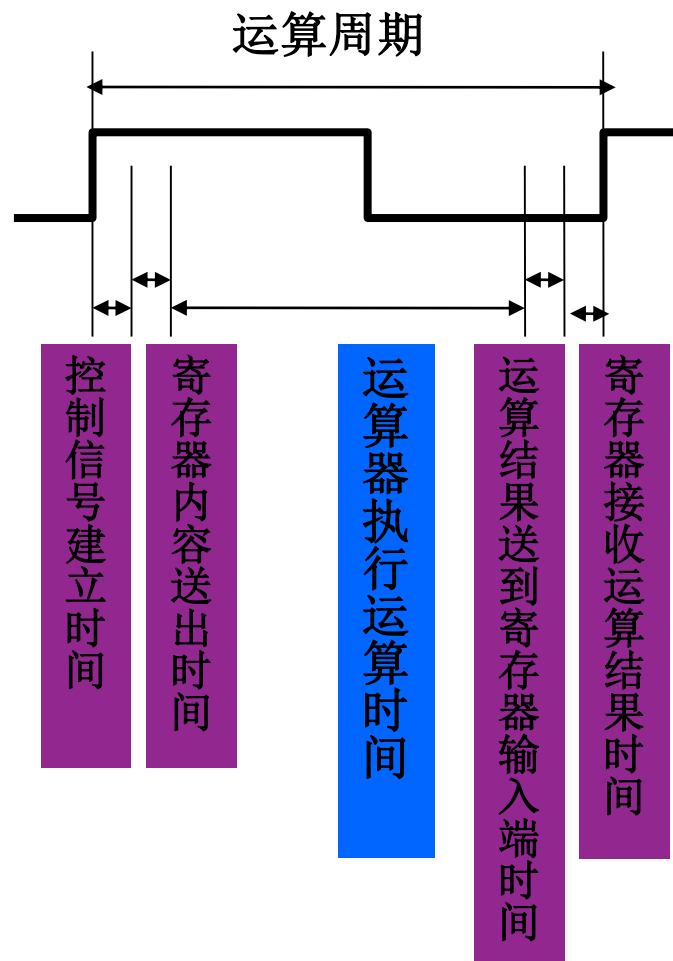 运算周期
控制信号建立时间
寄存器内容送出时间
运算器执行运算时间
运算结果送到寄存器输入端时间
寄存器接收运算结果时间